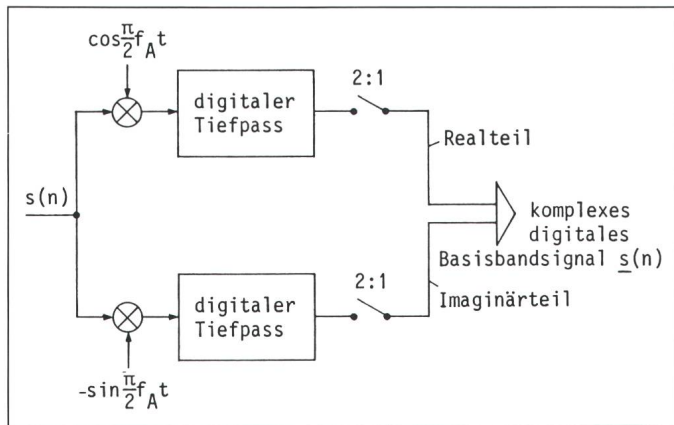 cos π/2 f_A t
digitaler
Tiefpass
2:1
Realteil
s(n)
komplexes
digitales
Basisbandsignal s(n)
2:1
digitaler
Tiefpass
Imaginärteil
-sin π/2 f_A t